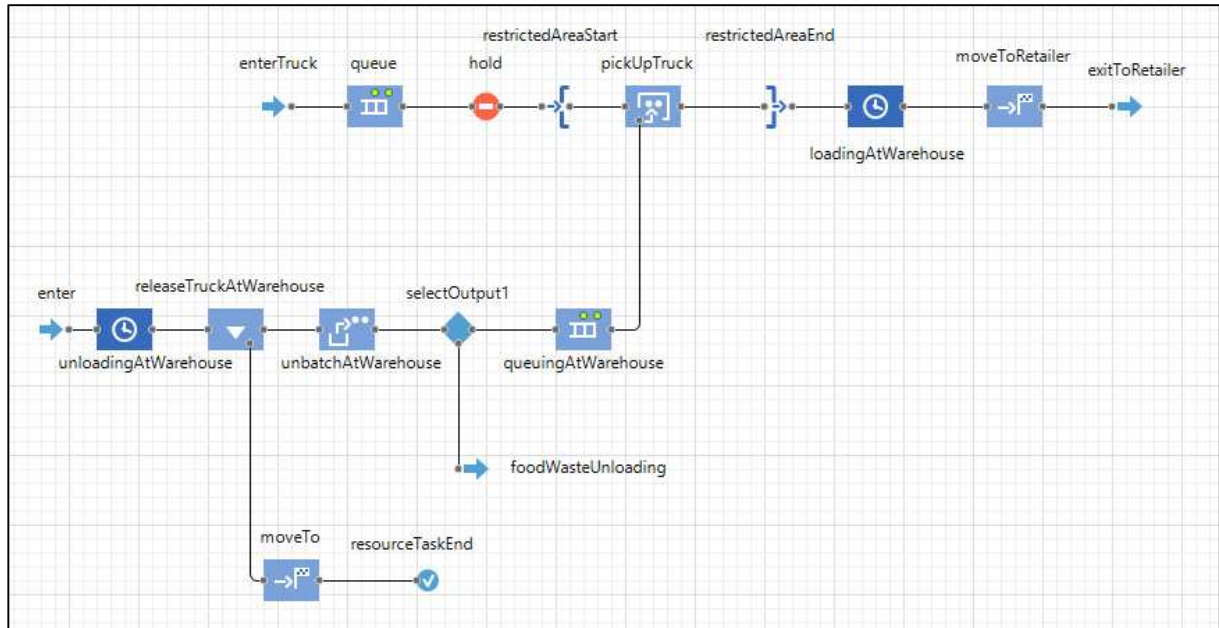 restrictedAreaStart
restrictedAreaEnd
enterTruck
queue
hold
pickUpTruck
moveToRetailer
exitToRetailer
loadingAtWarehouse
enter
releaseTruckAtWarehouse
selectOutput1
unloadingAtWarehouse
unbatchAtWarehouse
queuingAtWarehouse
foodWasteUnloading
moveTo
resourceTaskEnd